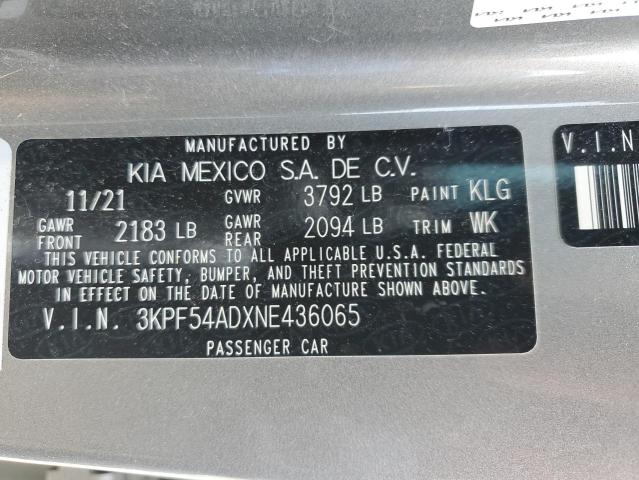 MANUFACTURED BY
KIA MEXICO S.A. DE C.V.
11/21 GVWR 3792 LB PAINT KLG
GAWR FRONT 2183 LB GAWR REAR 2094 LB TRIM WK
THIS VEHICLE CONFORMS TO ALL APPLICABLE U.S.A. FEDERAL
MOTOR VEHICLE SAFETY, BUMPER, AND THEFT PREVENTION STANDARDS
IN EFFECT ON THE DATE OF MANUFACTURE SHOWN ABOVE.
V.I.N. 3KPF54ADXNE436065
PASSENGER CAR
V.I.N